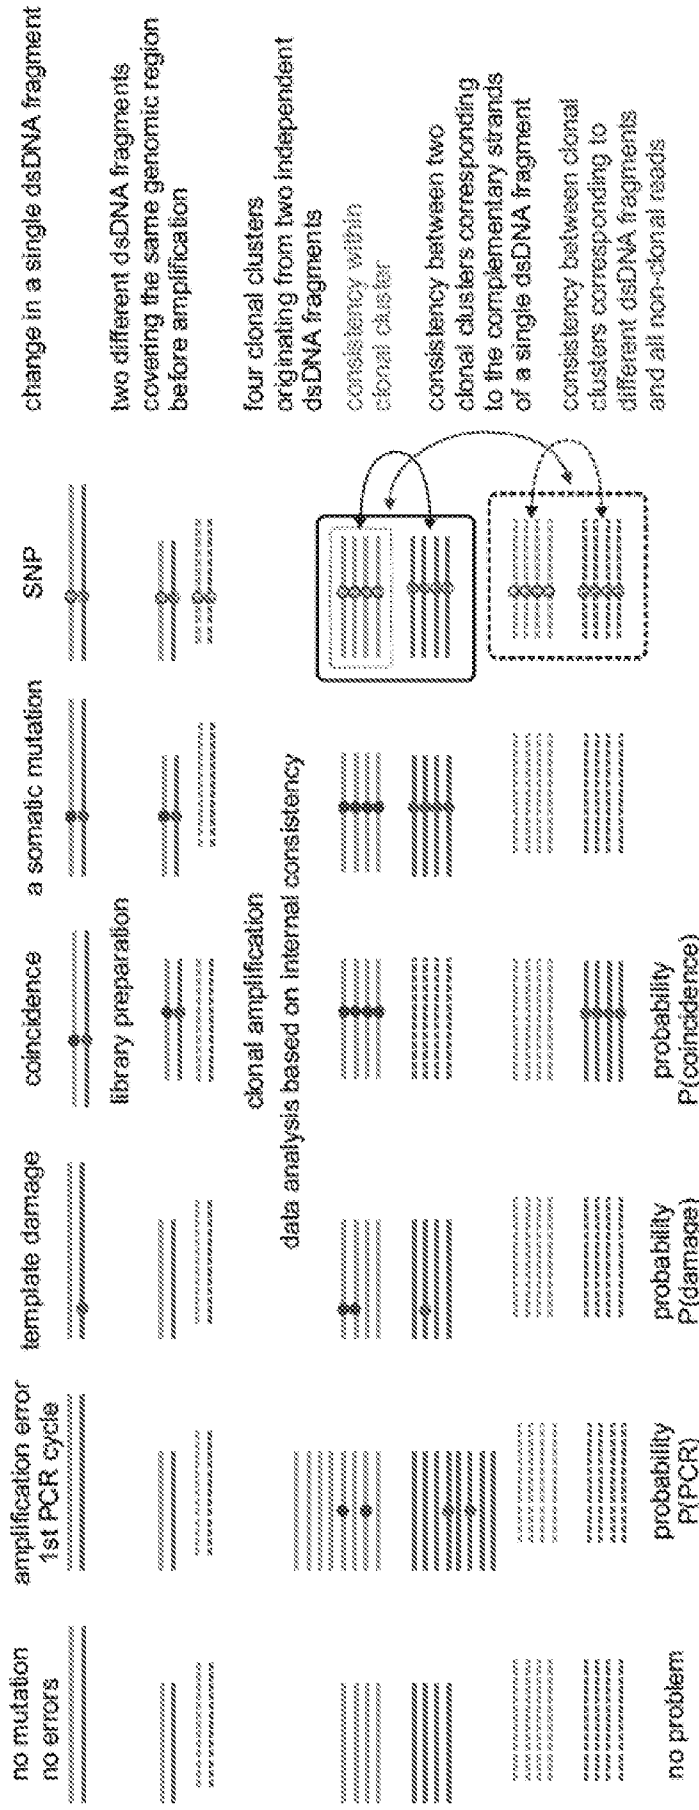 no mutation
no errors
amplification error
1st PCR cycle
template damage
coincidence
a somatic mutation
SNP
change in a single dsDNA fragment
library preparation
two different dsDNA fragments
covering the same genomic region
before amplification
clonal amplification
data analysis based on internal consistency
four clonal clusters
originating from two independent
dsDNA fragments
consistency within
clonal cluster
consistency between two
clonal clusters corresponding
to the complementary strands
of a single dsDNA fragment
consistency between clonal
clusters corresponding to
different dsDNA fragments
and all non-clonal reads
no problem
probability
P(PCR)
probability
P(damage)
probability
P(coincidence)